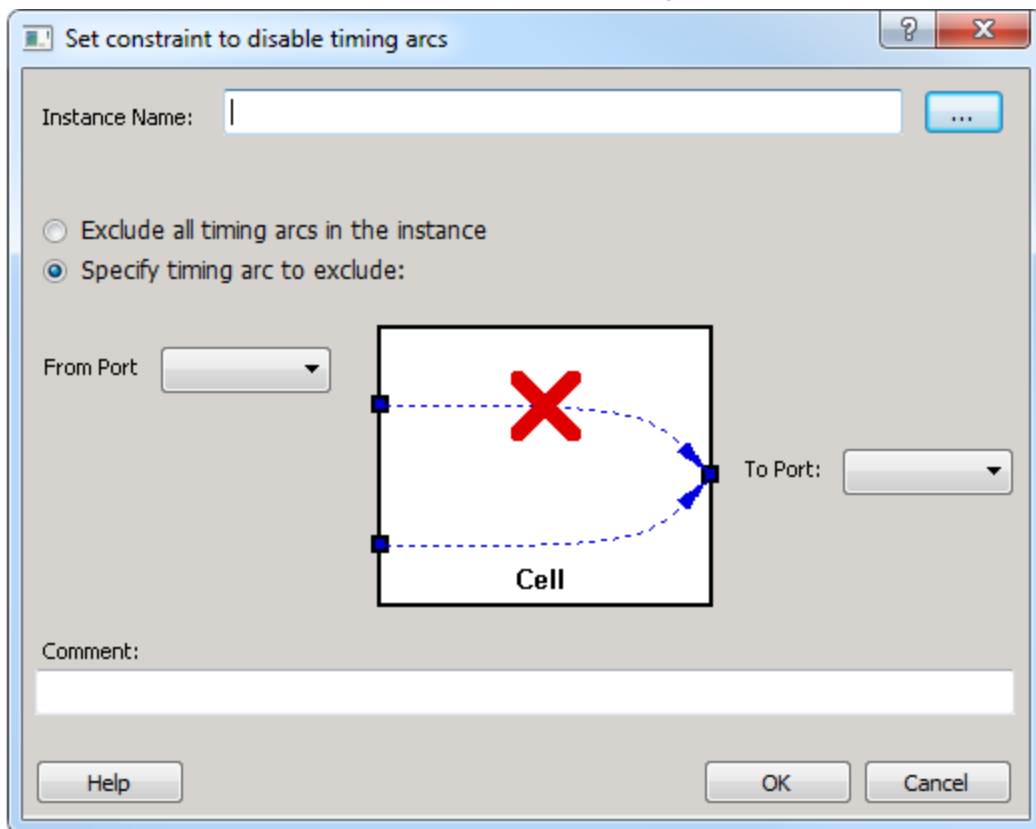 Set constraint to disable timing arcs
?
Instance Name:
...
Exclude all timing arcs in the instance
Specify timing arc to exclude:
From Port
To Port:
Cell
Comment:
Help OK Cancel